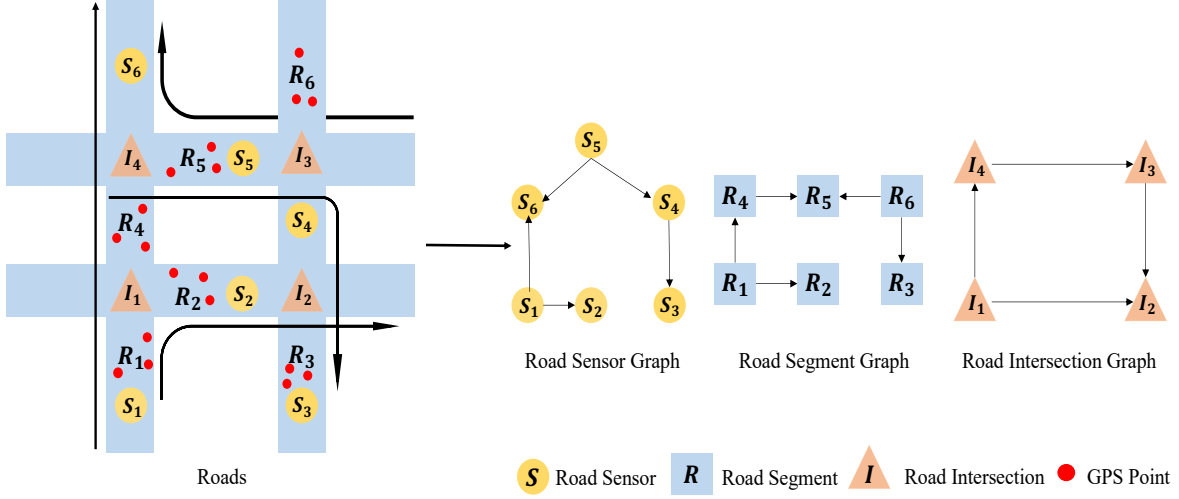 S₆
R₆
I₄
R₅
S₅
I₃
R₄
S₄
I₁
R₂
S₂
I₂
R₁
R₃
S₁
S₃
Roads
S₅
S₆
S₄
S₁
S₂
S₃
Road Sensor Graph
R₄
R₅
R₆
R₁
R₂
R₃
Road Segment Graph
I₄
I₃
I₁
I₂
Road Intersection Graph
S Road Sensor
R Road Segment
I Road Intersection
GPS Point